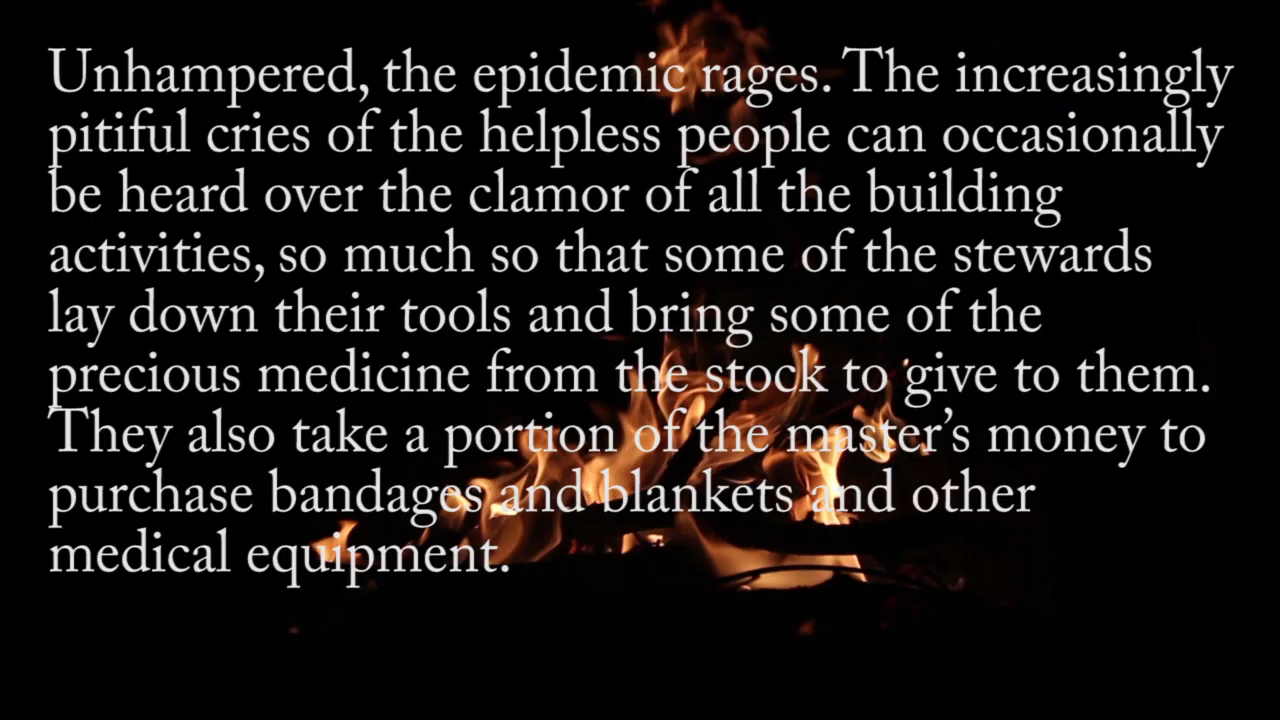 Unhampered, the epidemic rages. The increasingly
pitiful cries of the helpless people can occasionally
be heard over the clamor of all the building
activities, so much so that some of the stewards
lay down their tools and bring some of the
precious medicine from the stock to give to them.
They also take a portion of the master’s money to
purchase bandages and blankets and other
medical equipment.